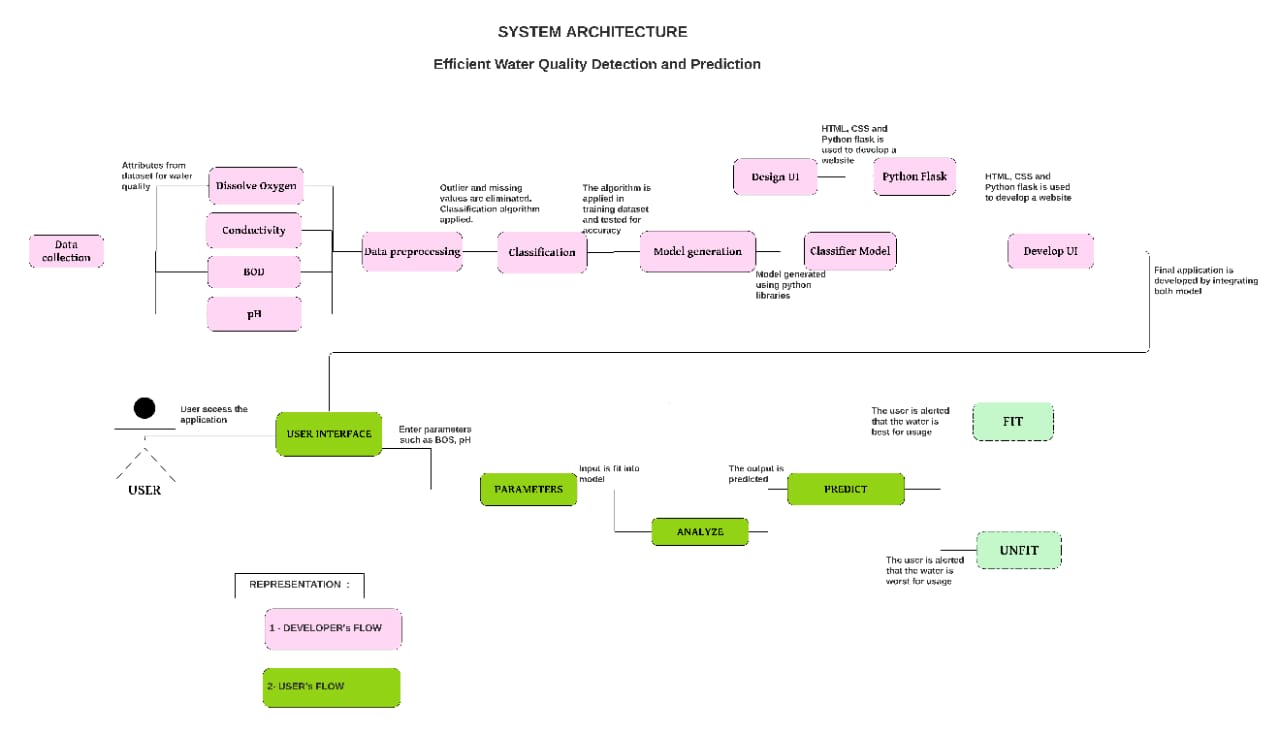 SYSTEM ARCHITECTURE
Efficient Water Quality Detection and Prediction
HTML, CSS and
Python flask is
used to develop a
website
Attributes from
dataset for water
quality
Dissolve Oxygen
Conductivity
BOD
pH
Data
collection
Outlier and missing
values are eliminated.
Classification algorithm
applied.
The algorithm is
applied in
training dataset
and tested for
accuracy
Design UI
Python Flask
HTML, CSS and
Python flask is used
to develop a website
Data preprocessing
Classification
Model generation
Classifier Model
Develop UI
Model generated
using python
libraries
Final application is
developed by integrating
both model
User access the
application
USER
USER INTERFACE
Enter parameters
such as BOS, pH
PARAMETERS
Input is fit into
model
ANALYZE
The output is
predicted
PREDICT
The user is alerted
that the water is
best for usage
FIT
UNFIT
The user is alerted
that the water is
worst for usage
REPRESENTATION :
1 - DEVELOPER's FLOW
2- USER's FLOW